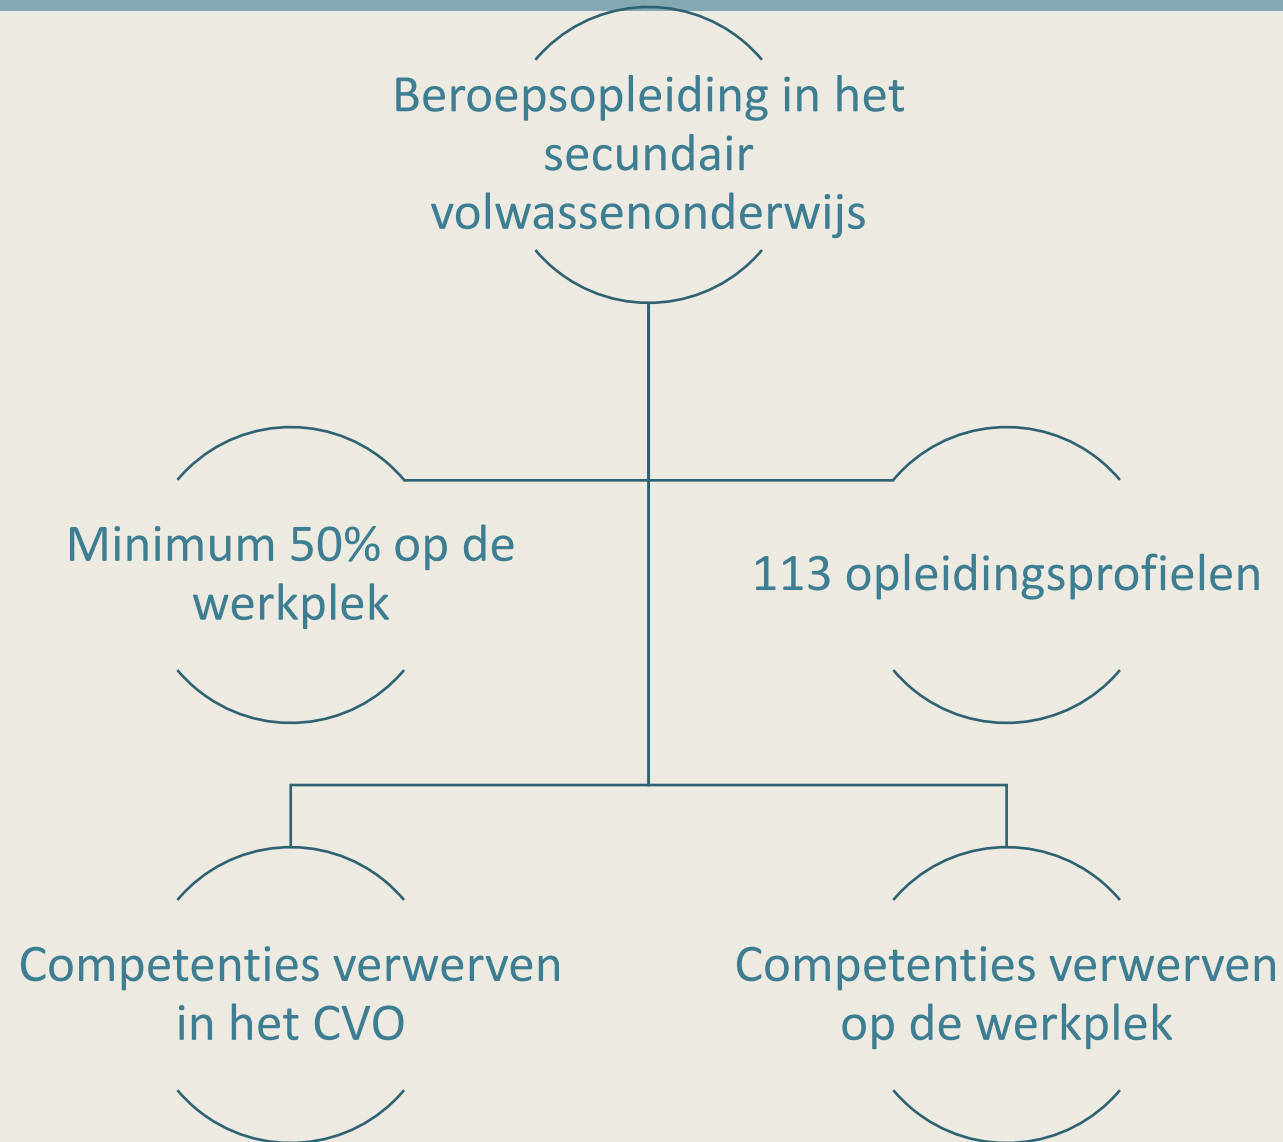 Beroepsopleiding in het
secundair
volwassenonderwijs
Minimum 50% op de
werkplek
113 opleidingsprofielen
Competenties verwerven
in het CVO
Competenties verwerven
op de werkplek